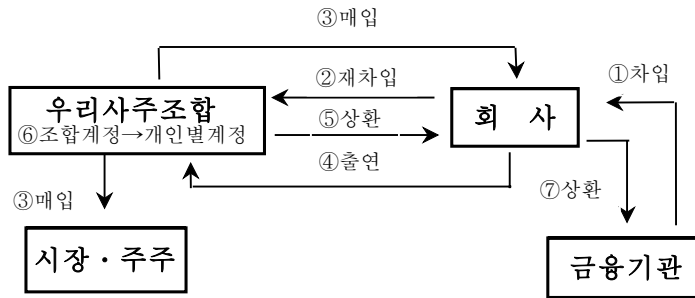 ③매입
②재차입
①차입
우리사주조합
⑥조합계정→개인별계정
⑤상환
회 사
④출연
③매입
⑦상환
시장·주주
금융기관